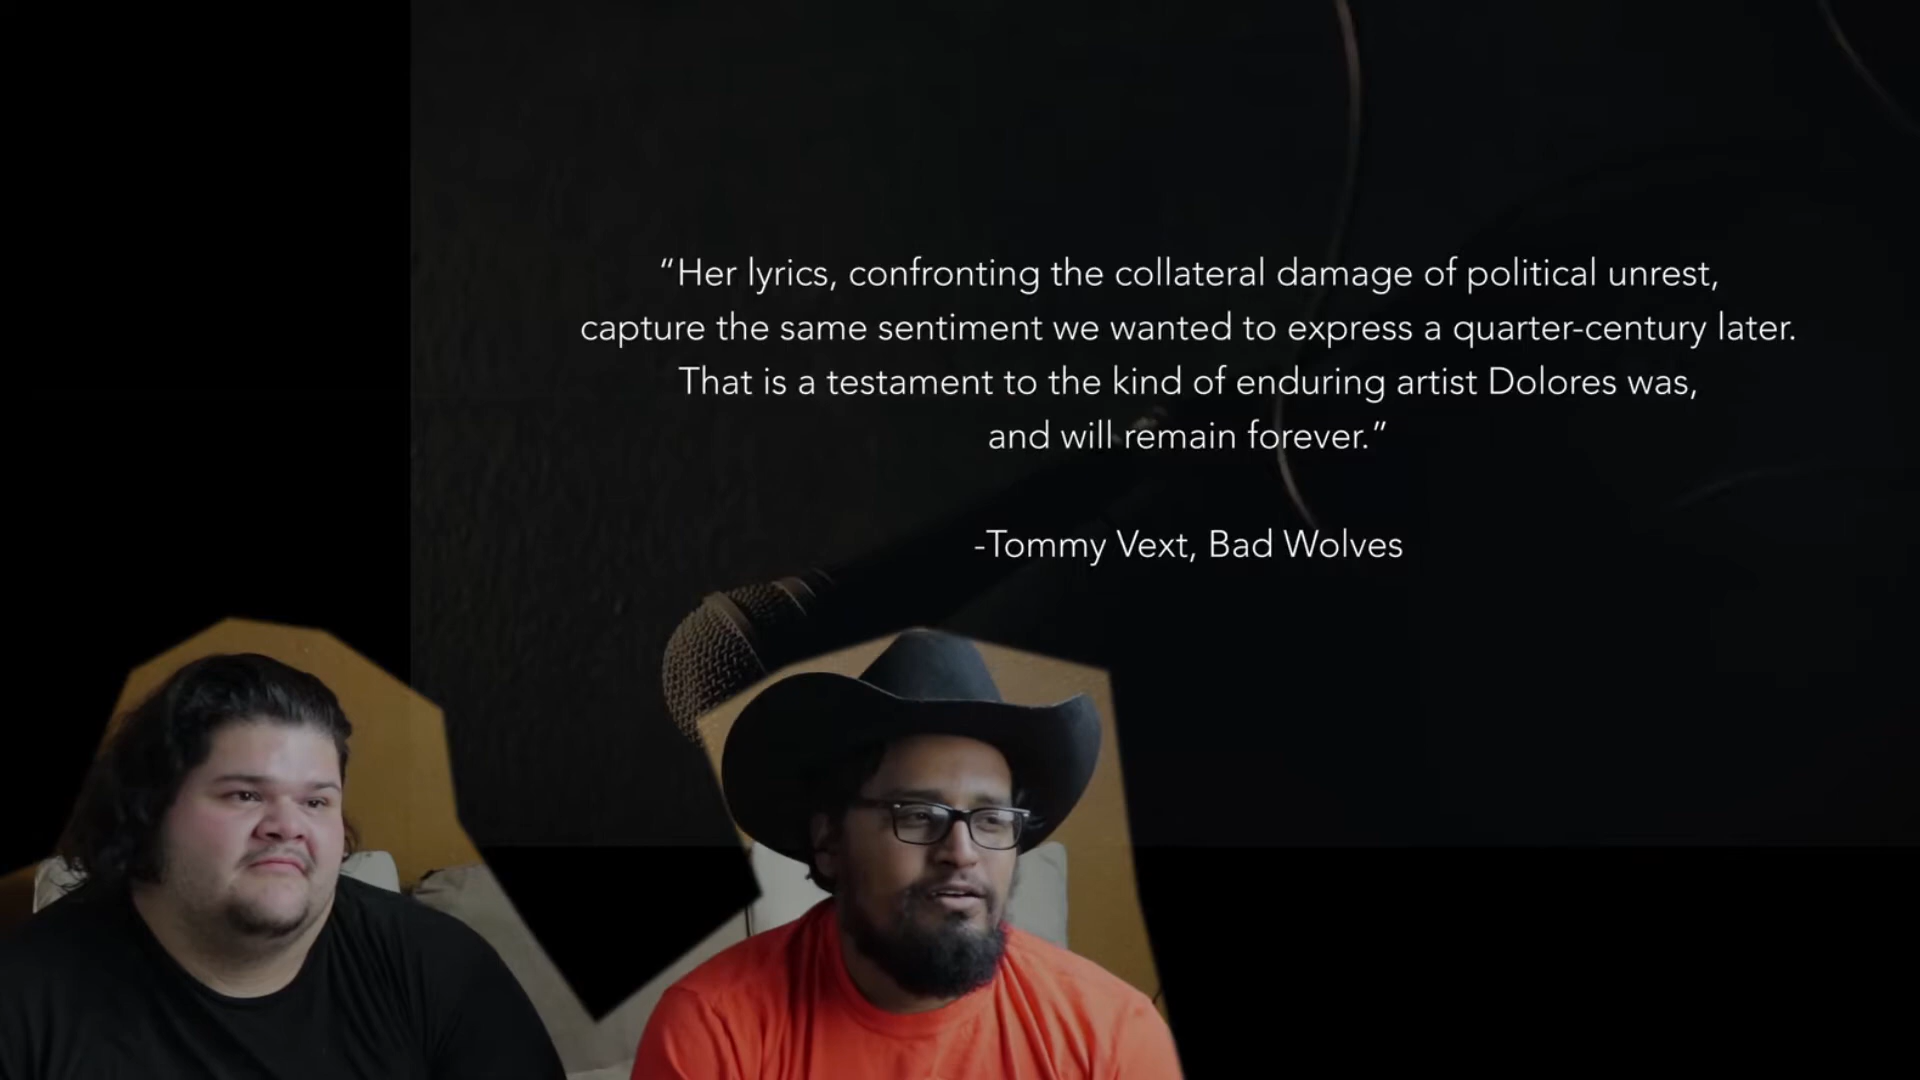 “Her lyrics, confronting the collateral damage of political unrest,
capture the same sentiment we wanted to express a quarter-century later.
That is a testament to the kind of enduring artist Dolores was,
and will remain forever.”
-Tommy Vext, Bad Wolves